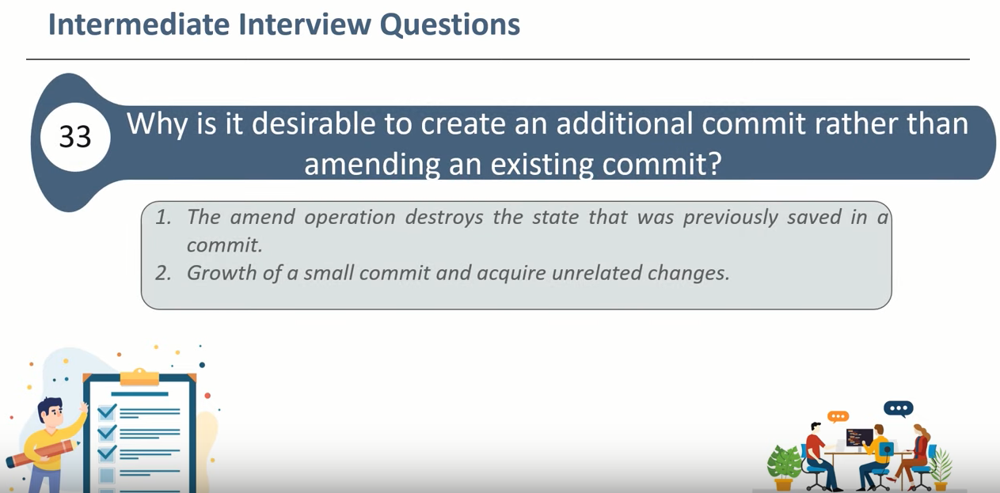 Intermediate Interview Questions
33
Why is it desirable to create an additional commit rather than
amending an existing commit?
1. The amend operation destroys the state that was previously saved in a
commit.
2. Growth of a small commit and acquire unrelated changes.